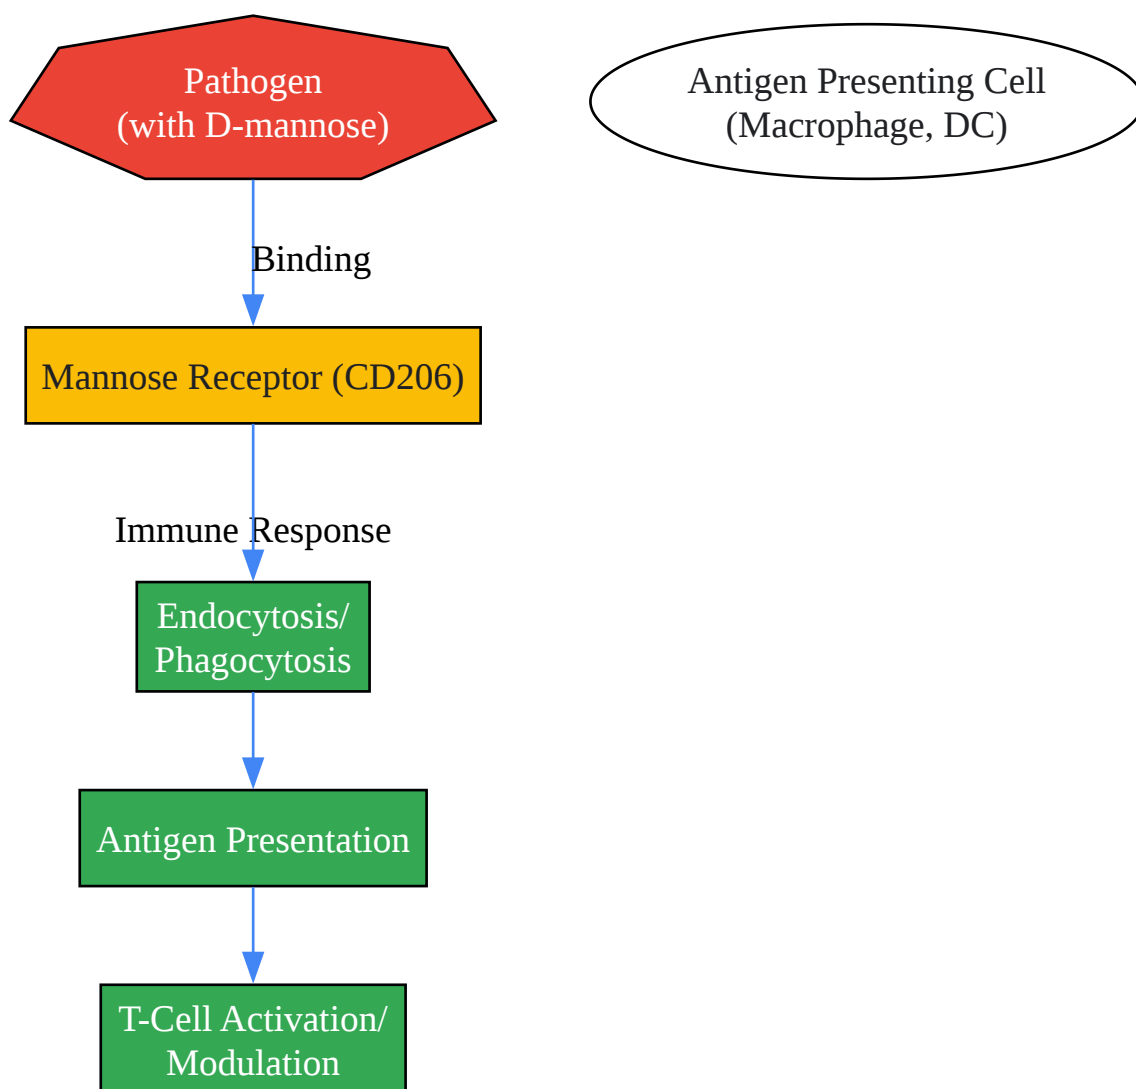 Pathogen
(with D-mannose)
Antigen Presenting Cell
(Macrophage, DC)
Binding
Mannose Receptor (CD206)
Immune Response
Endocytosis/
Phagocytosis
Antigen Presentation
T-Cell Activation/
Modulation